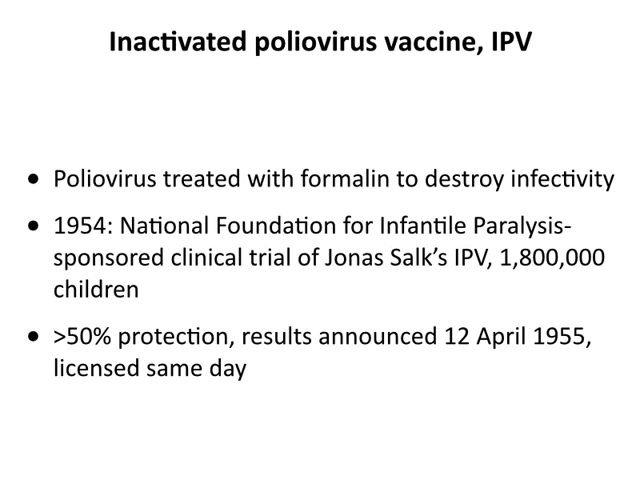 Inactivated poliovirus vaccine, IPV
• Poliovirus treated with formalin to destroy infectivity
• 1954: National Foundation for Infantile Paralysis-
sponsored clinical trial of Jonas Salk’s IPV, 1,800,000
children
• >50% protection, results announced 12 April 1955,
licensed same day